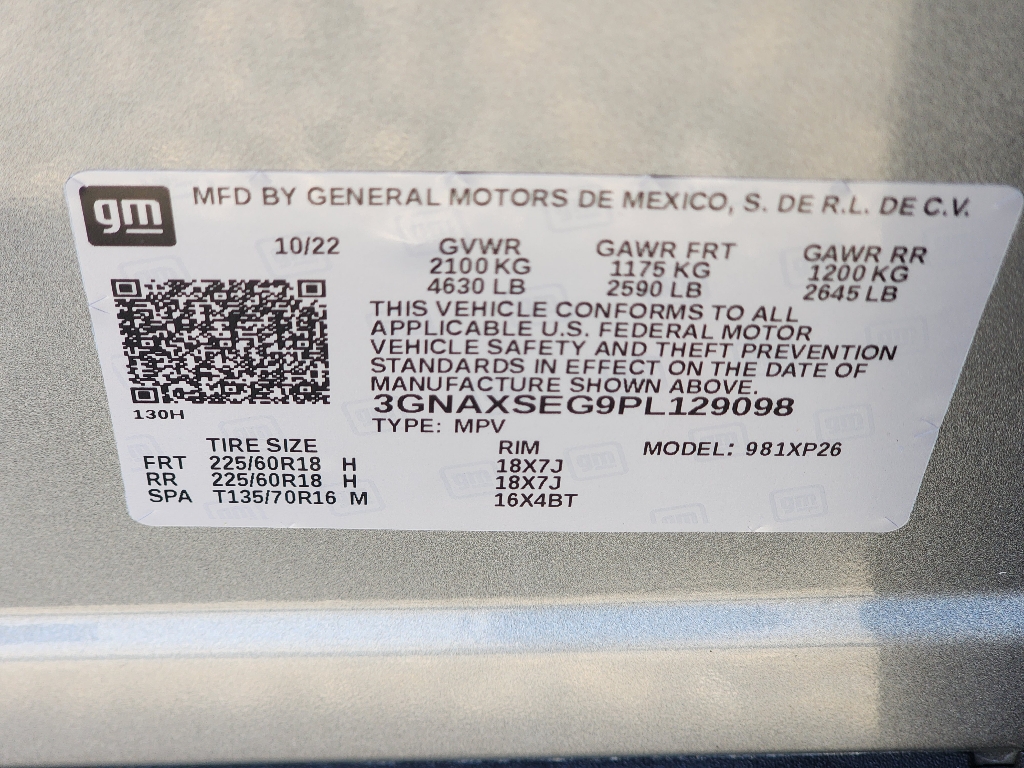 gm MFD BY GENERAL MOTORS DE MEXICO, S. DE R.L. DE C.V.
10/22 GVWR GAWR FRT GAWR RR
2100 KG 1175 KG 1200 KG
4630 LB 2590 LB 2645 LB
THIS VEHICLE CONFORMS TO ALL
APPLICABLE U.S. FEDERAL MOTOR
VEHICLE SAFETY AND THEFT PREVENTION
STANDARDS IN EFFECT ON THE DATE OF
MANUFACTURE SHOWN ABOVE.
130H 3GNAXSEG9PL129098
TYPE: MPV
TIRE SIZE RIM MODEL: 981XP26
FRT 225/60R18 H 18X7J
RR 225/60R18 H 18X7J
SPA T135/70R16 M 16X4BT